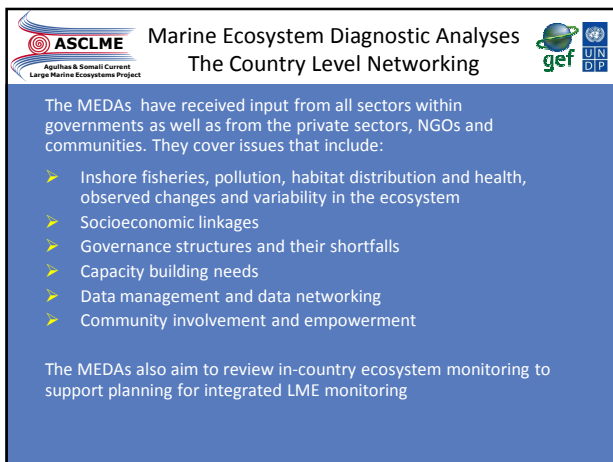 ASCLME
Agulhas & Somali Current
Large Marine Ecosystems Project
Marine Ecosystem Diagnostic Analyses
The Country Level Networking
gef
U N
D P
The MEDAs have received input from all sectors within
governments as well as from the private sectors, NGOs and
communities. They cover issues that include:
➢ Inshore fisheries, pollution, habitat distribution and health,
observed changes and variability in the ecosystem
➢ Socioeconomic linkages
➢ Governance structures and their shortfalls
➢ Capacity building needs
➢ Data management and data networking
➢ Community involvement and empowerment
The MEDAs also aim to review in-country ecosystem monitoring to
support planning for integrated LME monitoring